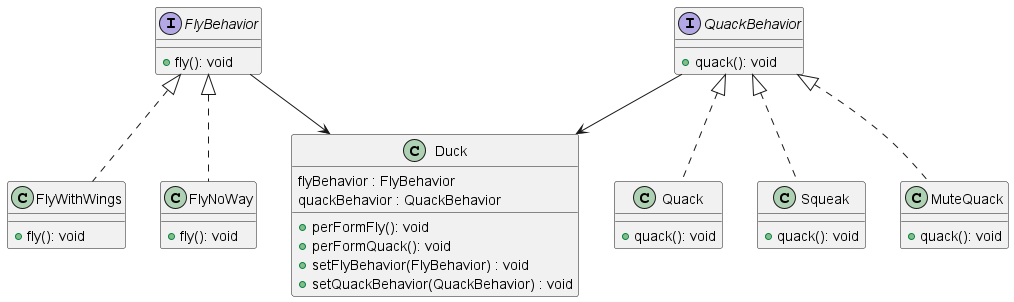 I FlyBehavior
+ fly(): void
I QuackBehavior
+ quack(): void
C FlyWithWings
fly(): void
C FlyNoWay
fly(): void
C Duck
flyBehavior : FlyBehavior
quackBehavior : QuackBehavior
perFormFly(): void
perFormQuack(): void
setFlyBehavior(FlyBehavior) : void
setQuackBehavior(QuackBehavior) : void
C Quack
quack(): void
C Squeak
quack(): void
C MuteQuack
quack(): void